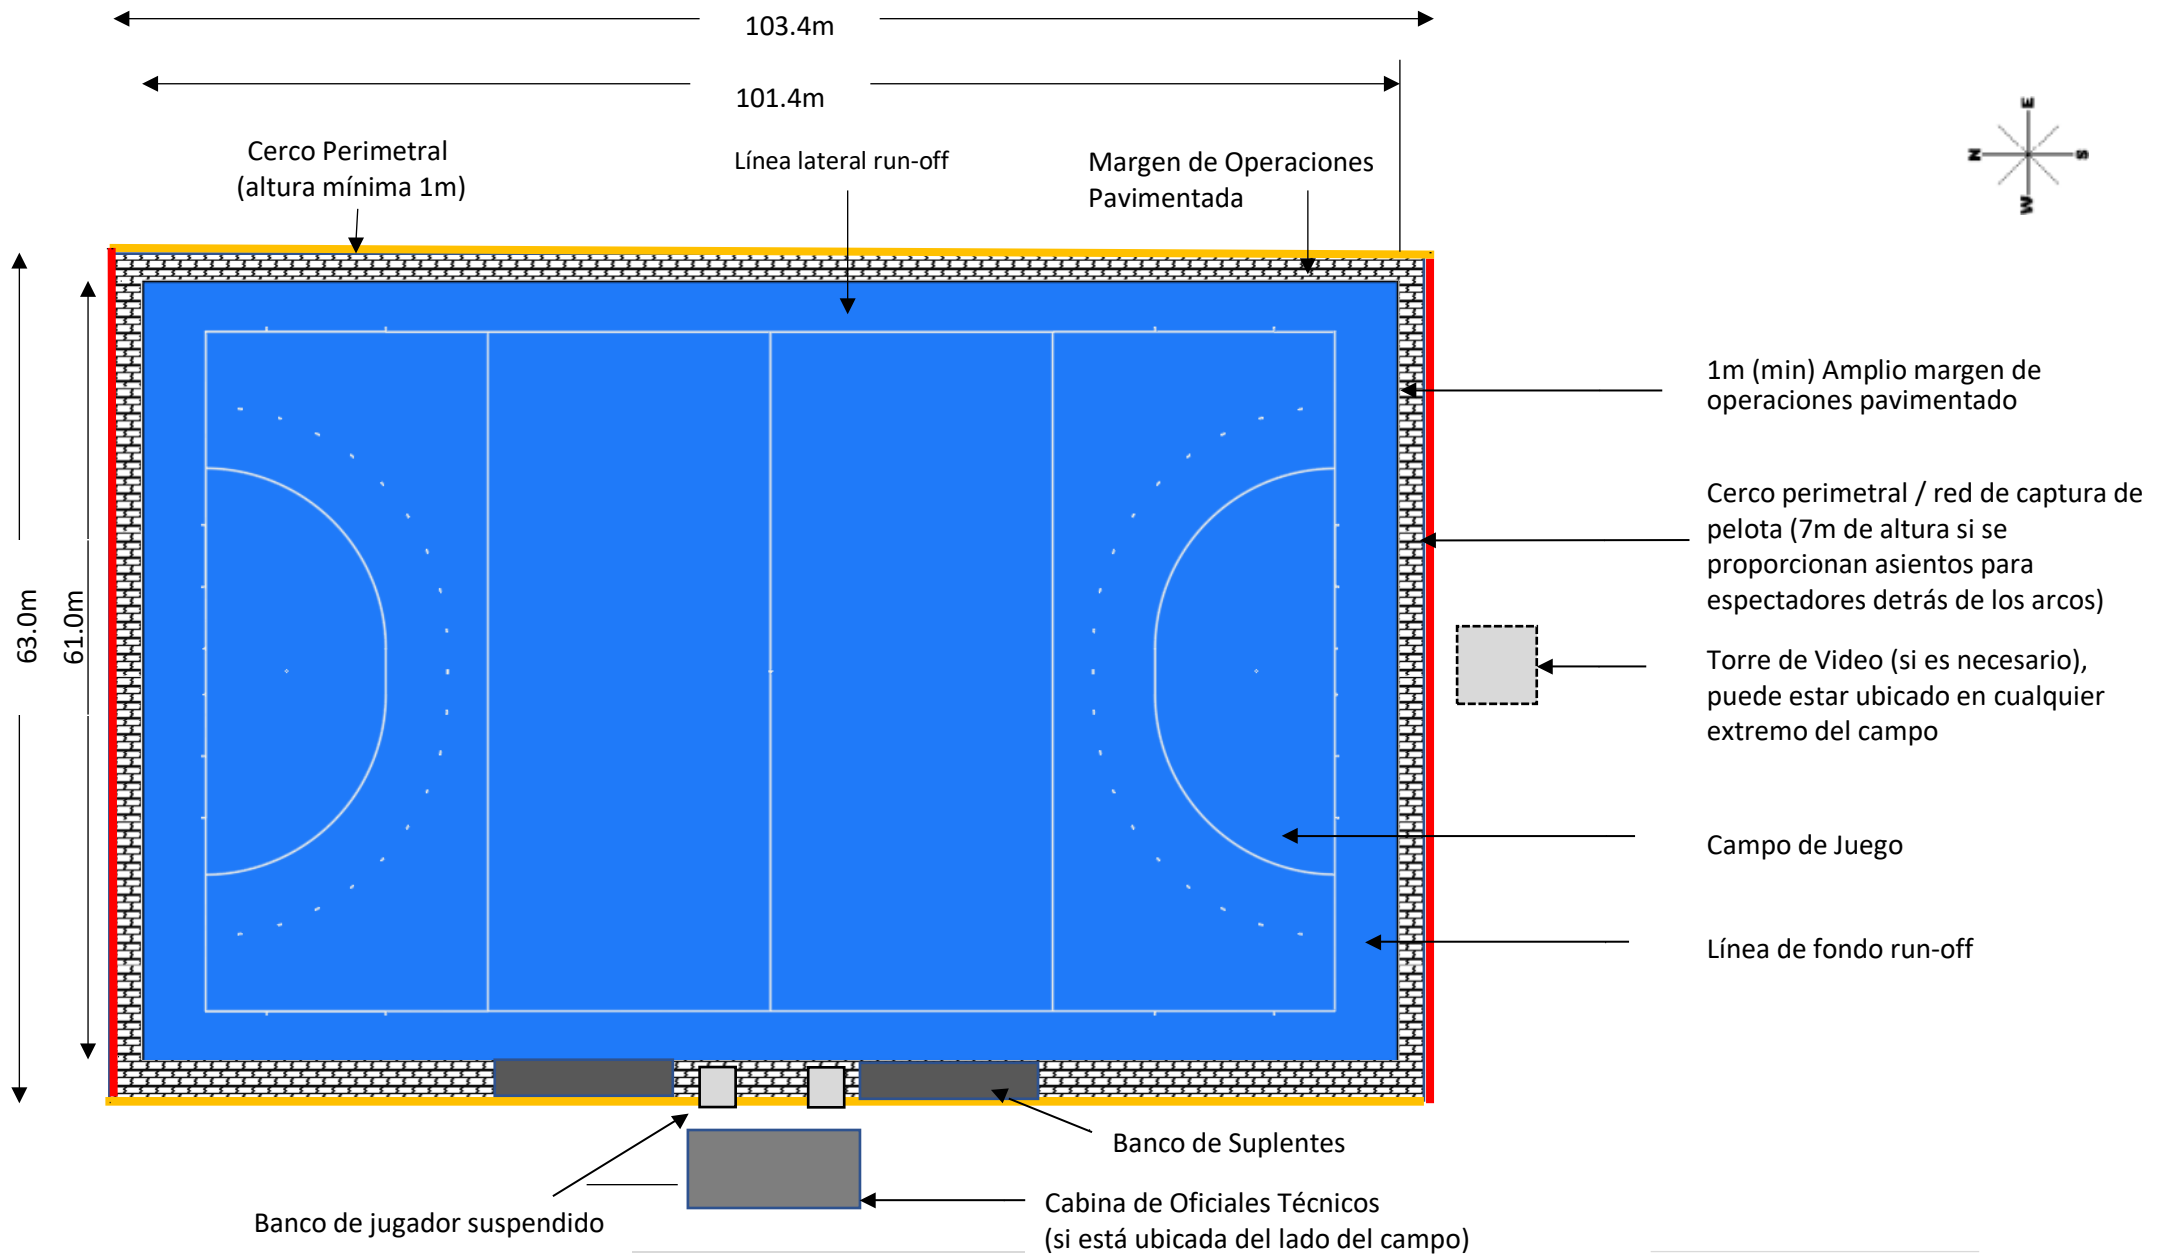 103.4m
101.4m
Cerco Perimetral
(altura mínima 1m)
Línea lateral run-off
Margen de Operaciones
Pavimentada
E
N
S
W
1m (min) Amplio margen de
operaciones pavimentado
Cerco perimetral / red de captura de
pelota (7m de altura si se
proporcionan asientos para
espectadores detrás de los arcos)
63.0m
61.0m
Torre de Video (si es necesario),
puede estar ubicado en cualquier
extremo del campo
Campo de Juego
Línea de fondo run-off
Banco de Suplentes
Banco de jugador suspendido
Cabina de Oficiales Técnicos
(si está ubicada del lado del campo)